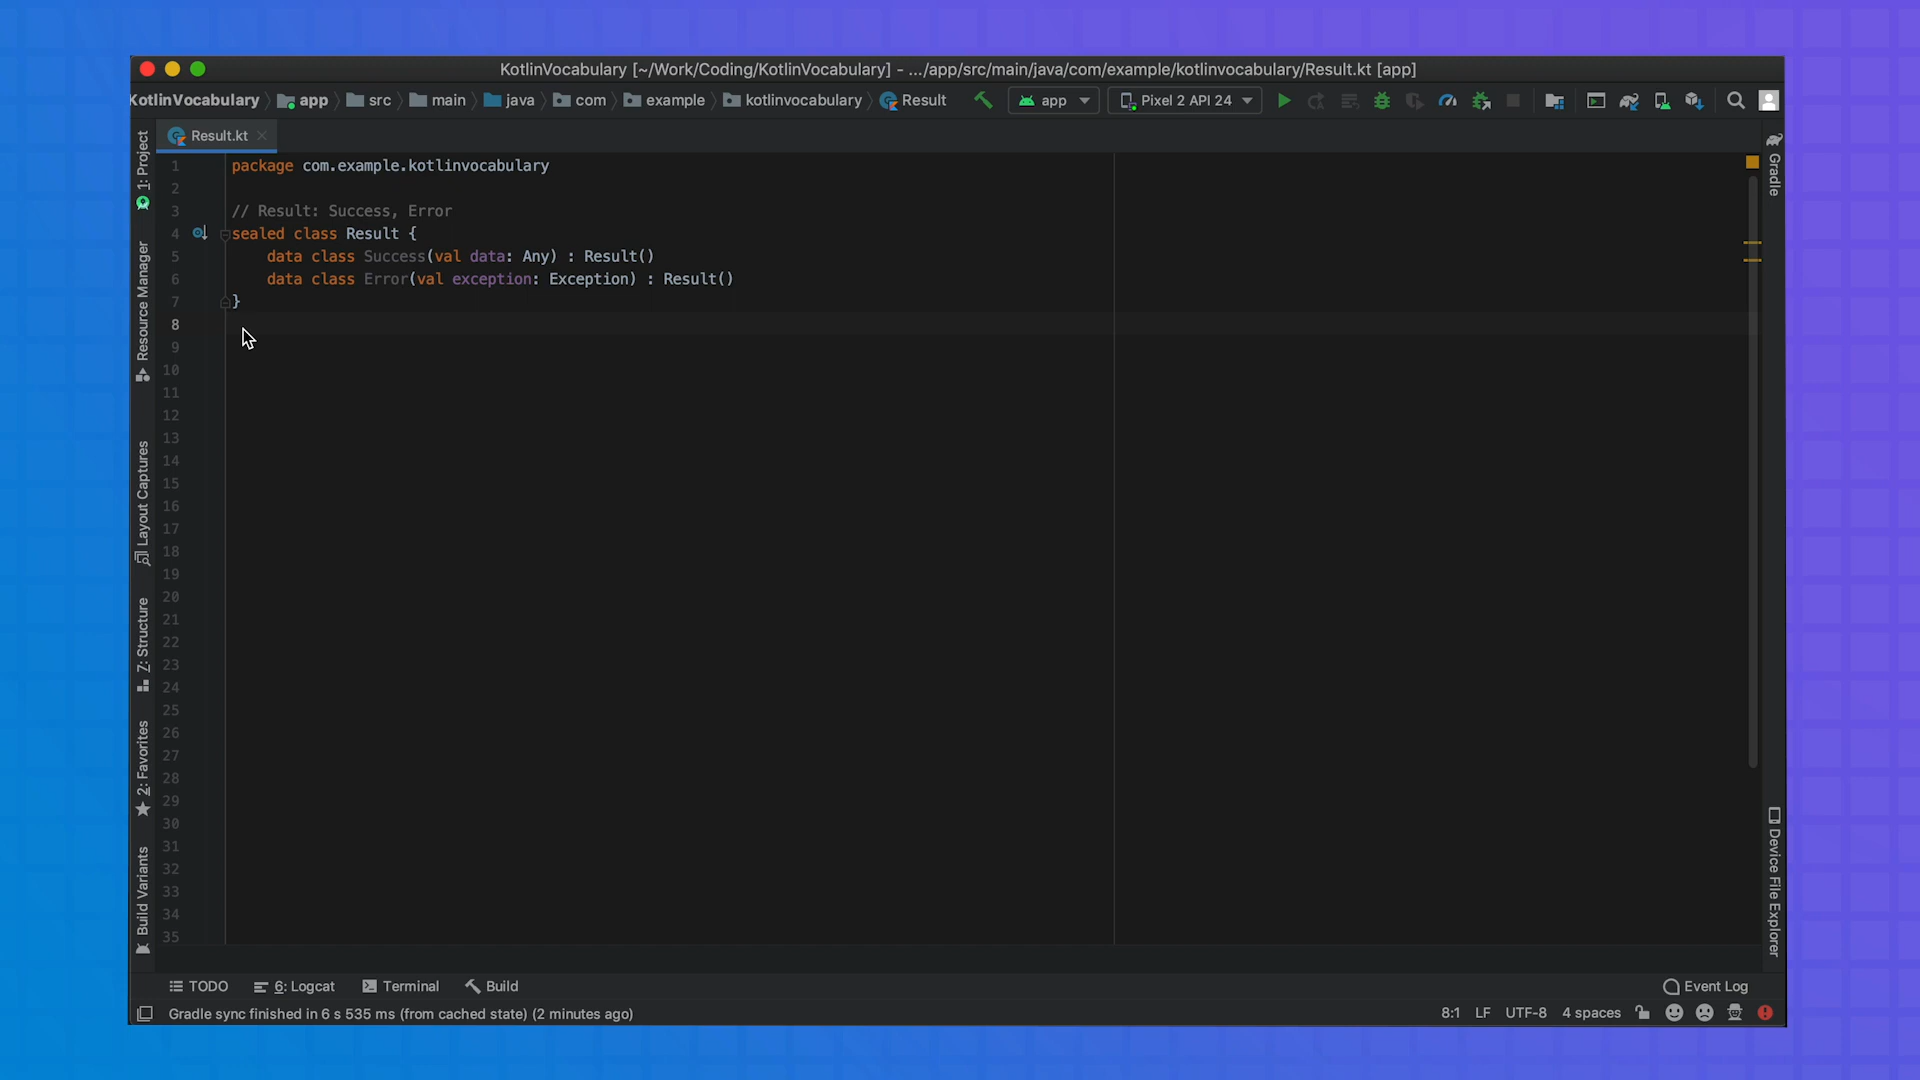 KotlinVocabulary [~/Work/Coding/KotlinVocabulary] - .../app/src/main/java/com/example/kotlinvocabulary/Result.kt [app]
KotlinVocabulary app src main java com example kotlinvocabulary Result app Pixel 2 API 24
Result.kt
1 package com.example.kotlinvocabulary
2
3 // Result: Success, Error
4 sealed class Result {
5 data class Success(val data: Any) : Result()
6 data class Error(val exception: Exception) : Result()
7 }
8
9
10
11
12
13
14
15
16
17
18
19
20
21
22
23
24
25
26
27
28
29
30
31
32
33
34
35
1: Project
Resource Manager
Layout Captures
Z: Structure
2: Favorites
Build Variants
Gradle
Device File Explorer
TODO 6: Logcat Terminal Build Event Log
Gradle sync finished in 6 s 535 ms (from cached state) (2 minutes ago) 8:1 LF UTF-8 4 spaces